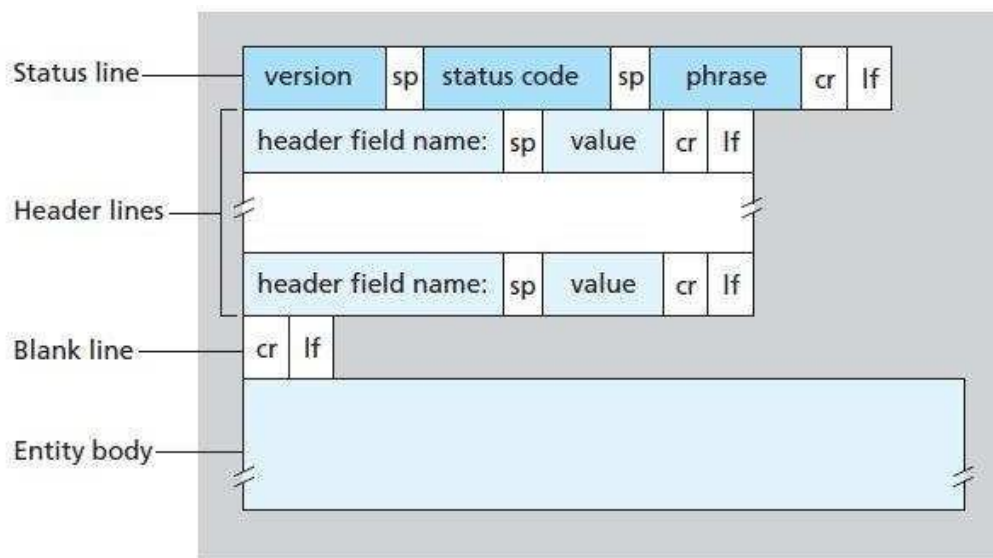 Status line
version sp status code sp phrase cr lf
header field name: sp value cr lf
Header lines
header field name: sp value cr lf
Blank line
cr lf
Entity body